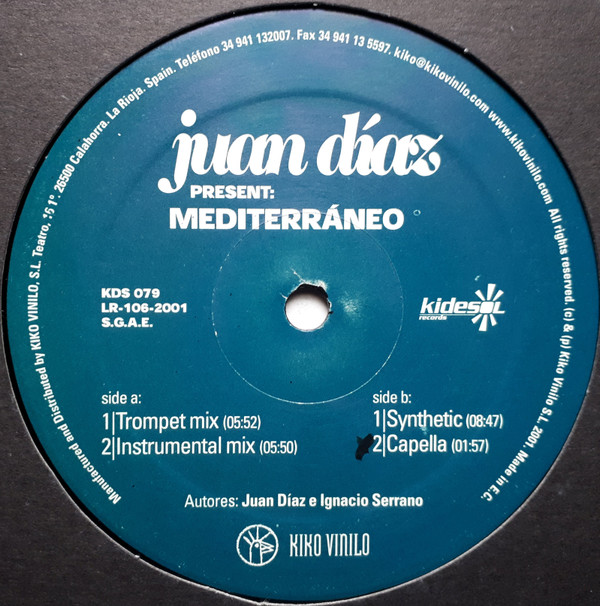 Manufactured and Distributed by KIKO VINILO, S.L. Teatro, 16 1º. 26500 Calahorra. La Rioja. Spain. Teléfono 34 941 132007. Fax 34 941 13 5597. kiko@kikovinilo.com www.kikovinilo.com All rights reserved. (c) & (p) Kiko Vinilo S.L. 2001. Made in E.C.
juan díaz
PRESENT:
MEDITERRÁNEO
KDS 079
LR-106-2001
S.G.A.E.
kidesol
records
side a:
1|Trompet mix (05:52)
2|Instrumental mix (05:50)
side b:
1|Synthetic (08:47)
2|Capella (01:57)
Autores: Juan Díaz e Ignacio Serrano
KIKO VINILO